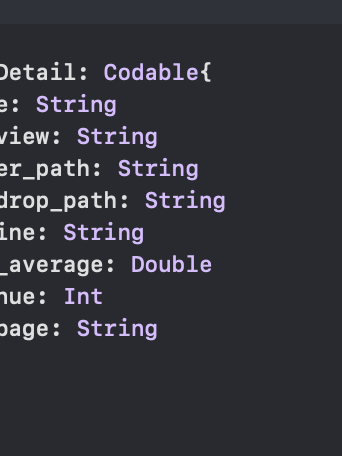 Detail: Codable{
e: String
view: String
er_path: String
drop_path: String
ine: String
_average: Double
nue: Int
page: String